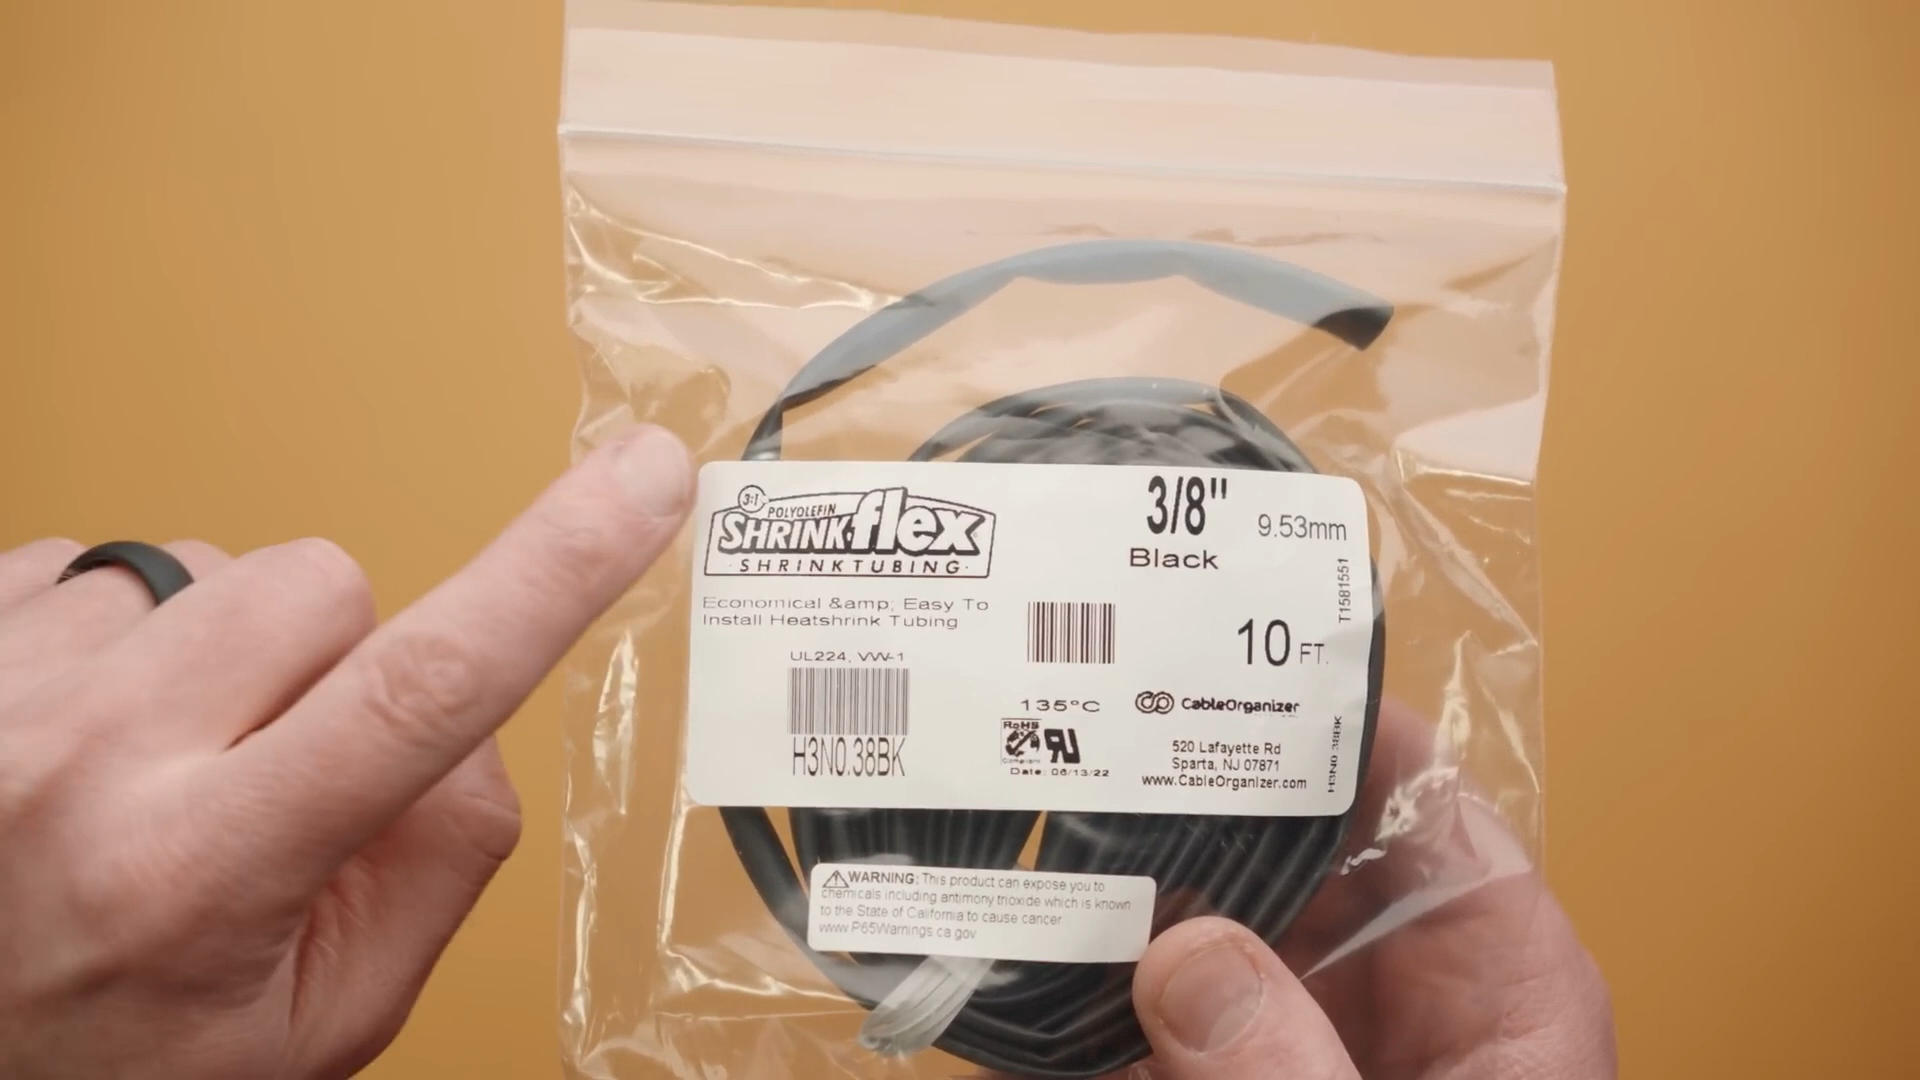 3:1
POLYOLEFIN
SHRINK·flex
·SHRINKTUBING·
Economical &amp; Easy To
Install Heatshrink Tubing
UL224, VW-1
H3N0.38BK
3/8" 9.53mm
Black
T1581551
10 FT.
135°C
RoHS
Compliant
Date: 06/13/22
CableOrganizer
520 Lafayette Rd
Sparta, NJ 07871
www.CableOrganizer.com
H3N0.38BK
WARNING: This product can expose you to
chemicals including antimony trioxide which is known
to the State of California to cause cancer
www.P65Warnings.ca.gov